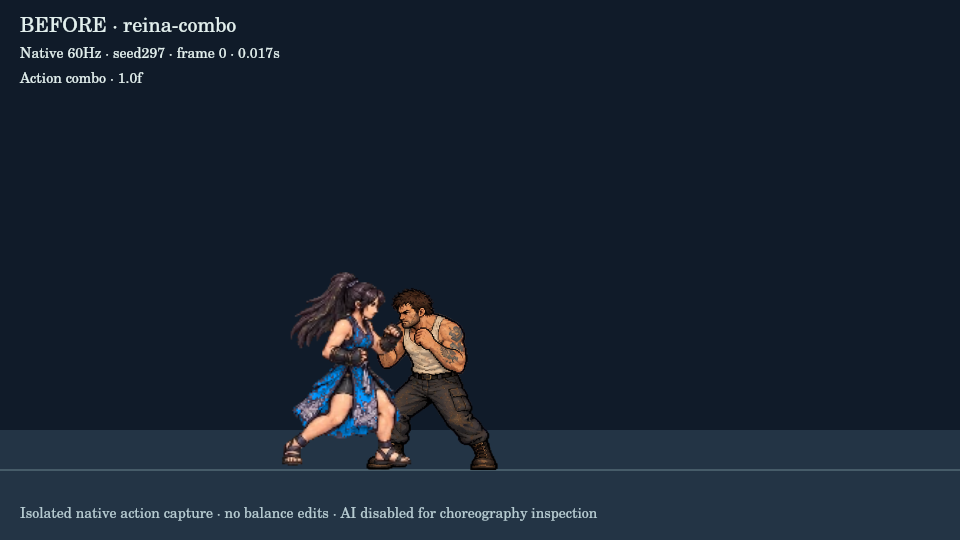 BEFORE · reina-combo
Native 60Hz · seed297 · frame 0 · 0.017s
Action combo · 1.0f
Isolated native action capture · no balance edits · AI disabled for choreography inspection